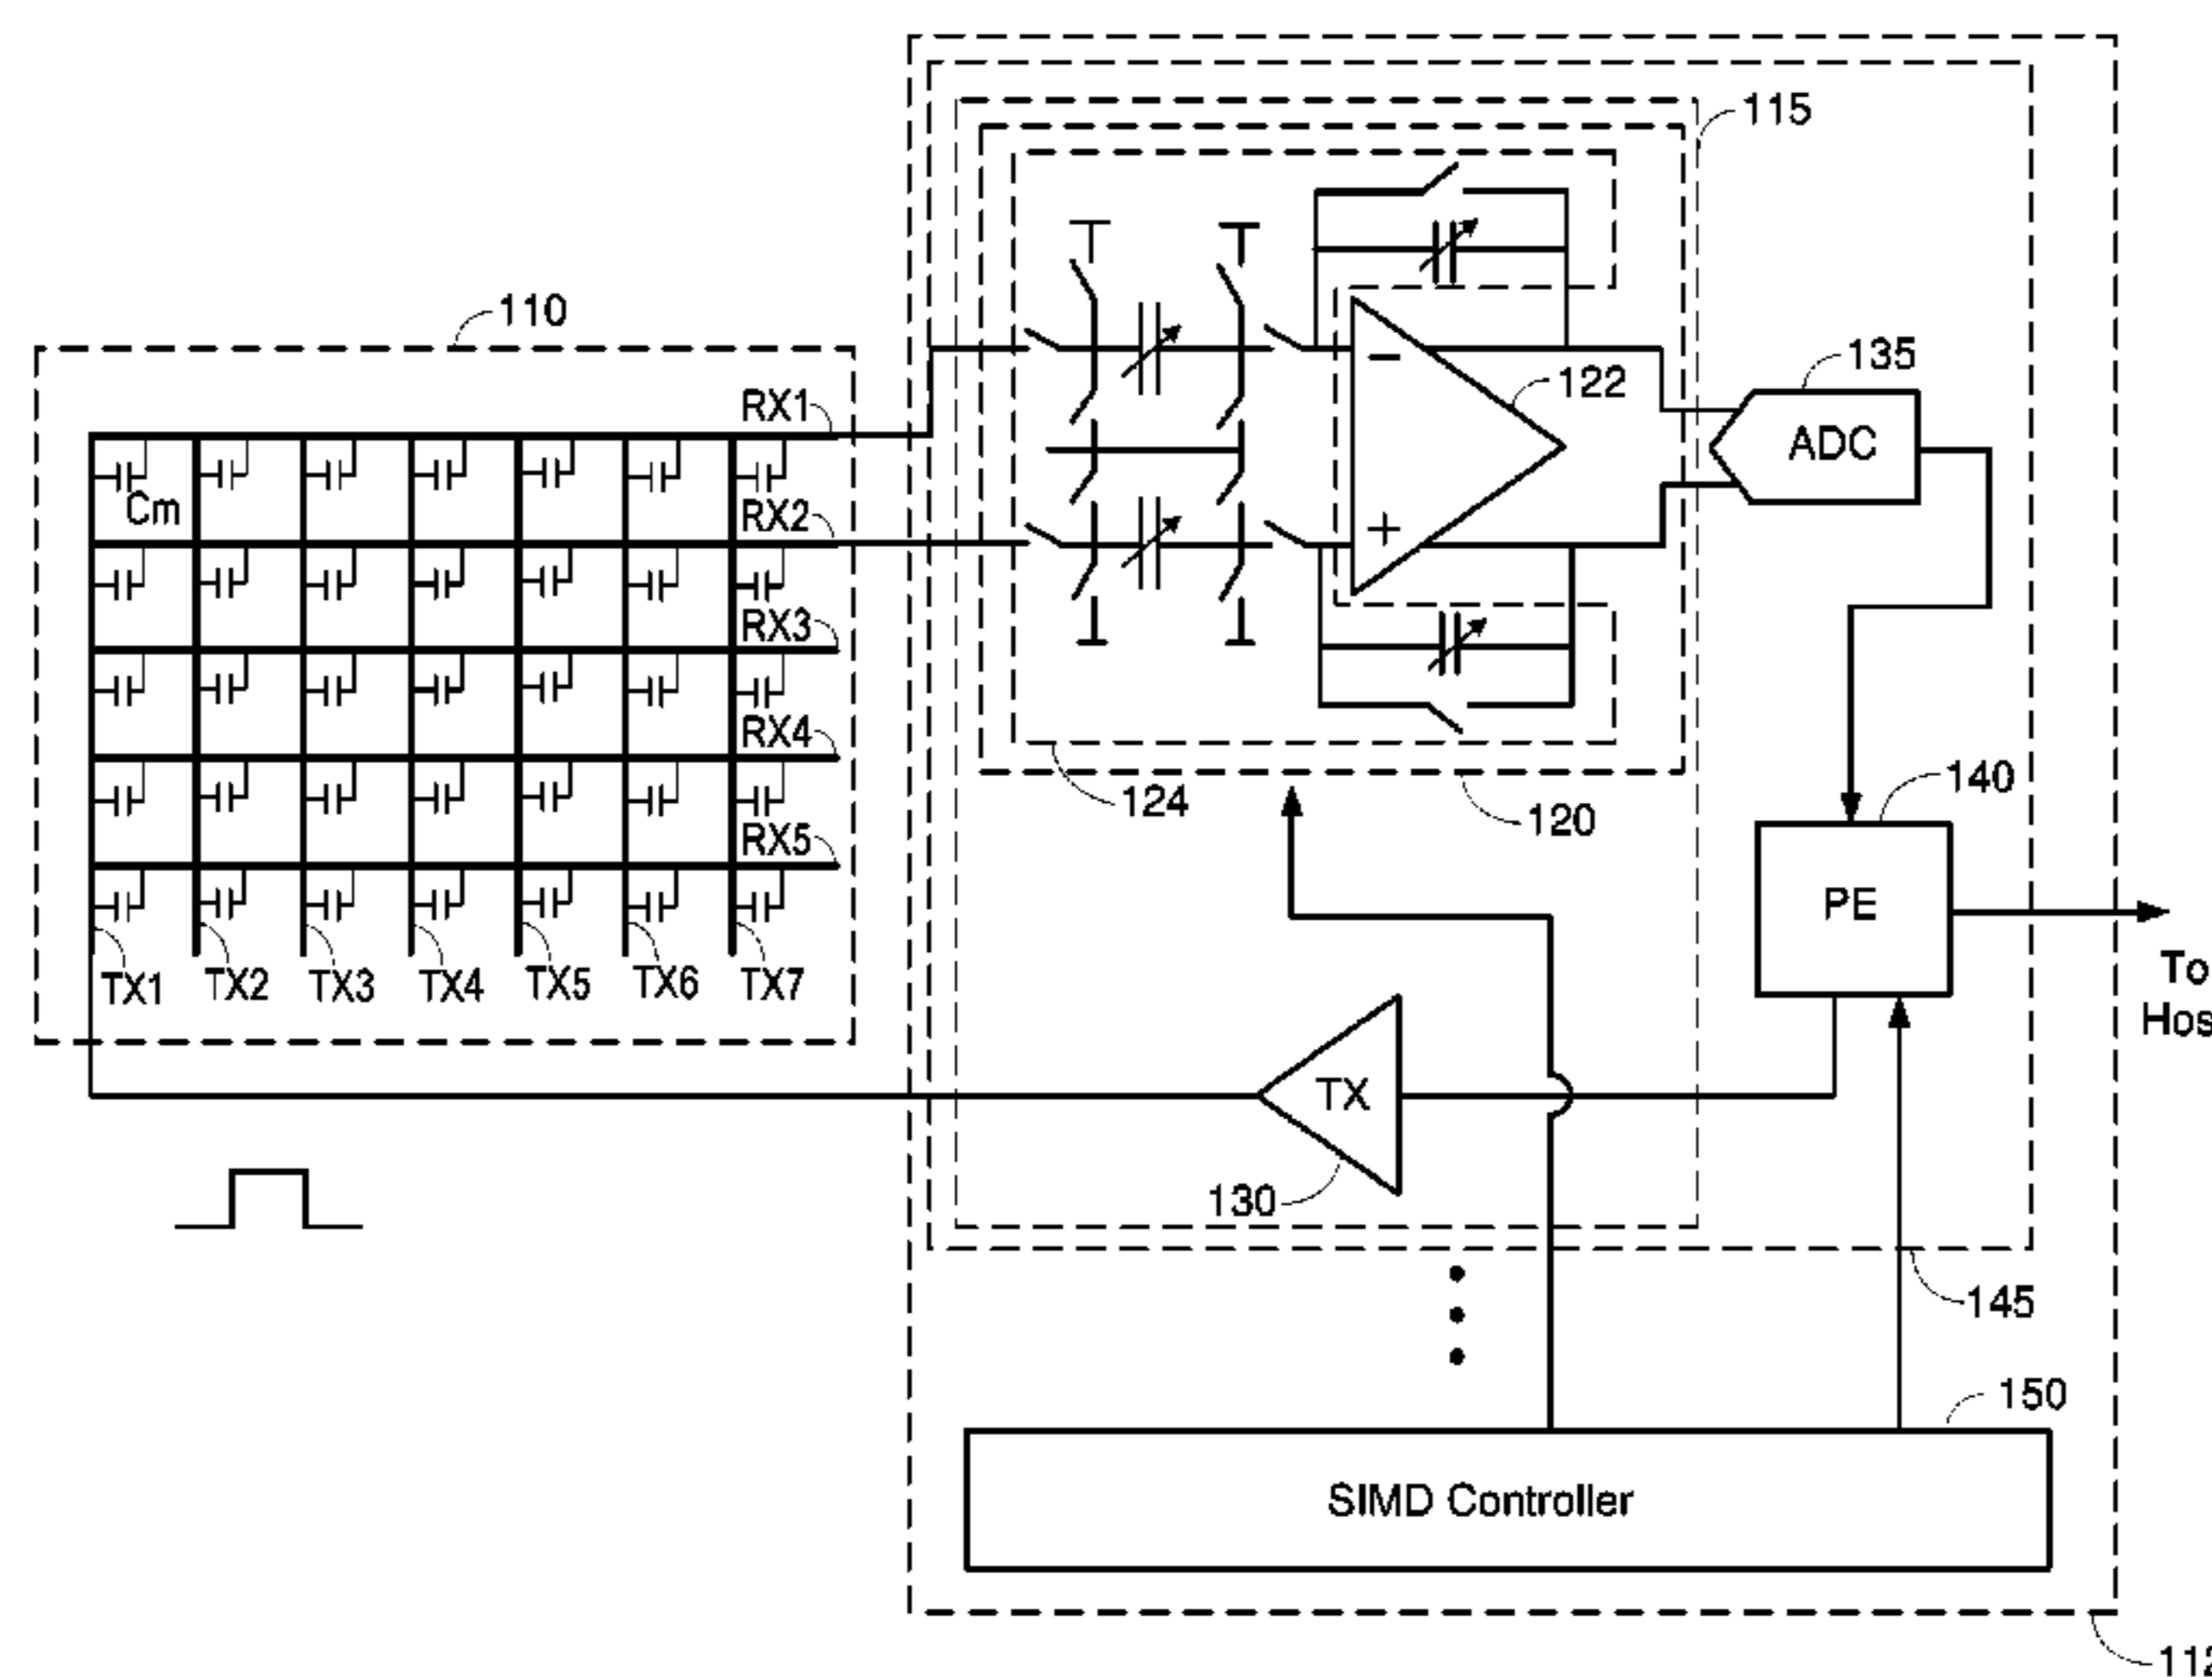 115
110
122
135
RX1
ADC
Cm
RX2
RX3
RX4
124
120
140
RX5
PE
TX1
TX2
TX3
TX4
TX5
TX6
TX7
To
TX
130
145
150
SIMD Controller